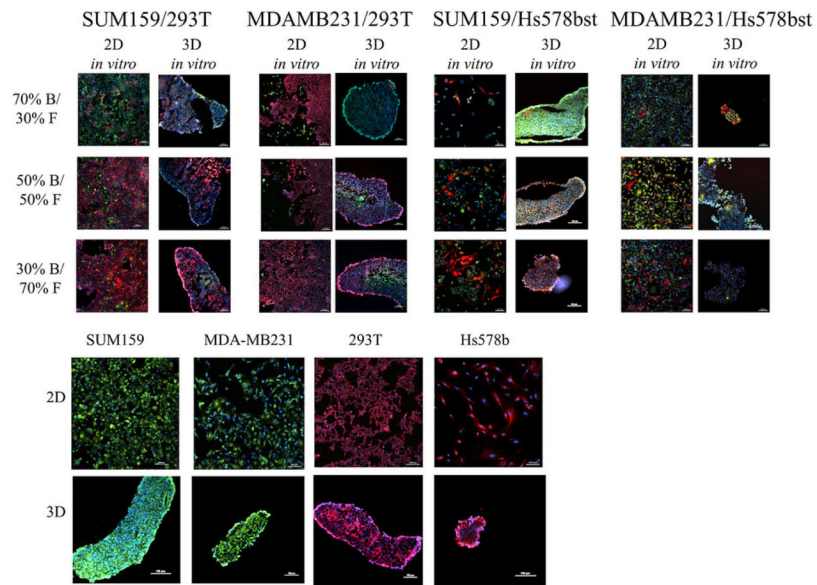 SUM159/293T MDAMB231/293T SUM159/Hs578bst MDAMB231/Hs578bst
2D 3D 2D 3D 2D 3D 2D 3D
in vitro in vitro in vitro in vitro in vitro in vitro in vitro in vitro
70% B/
30% F
50% B/
50% F
30% B/
70% F
SUM159 MDA-MB231 293T Hs578b
2D
3D